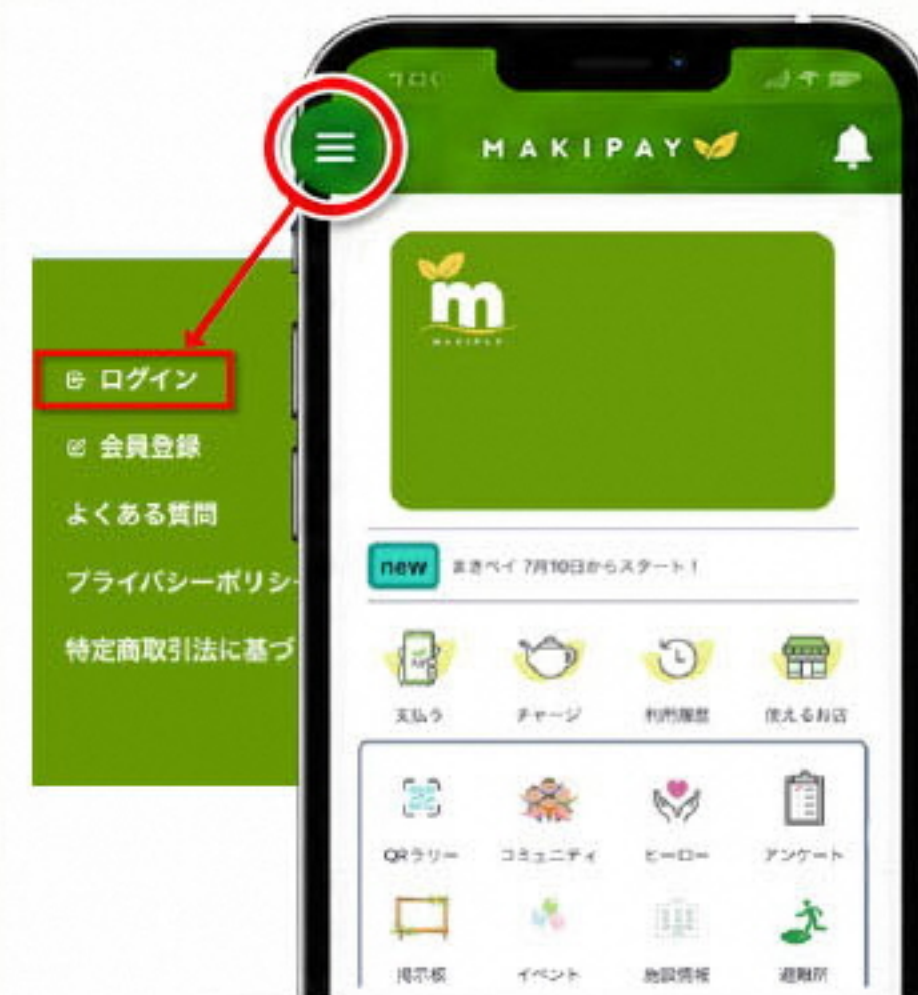 MAKIPAY
m
MAKIPAY
ログイン
会員登録
よくある質問
プライバシーポリシー
特定商取引法に基づ
new まきペイ 7月10日からスタート!
支払う チャージ 利用履歴 使えるお店
QRラリー コミュニティ ヒーロー アンケート
掲示板 イベント 施設情報 避難所